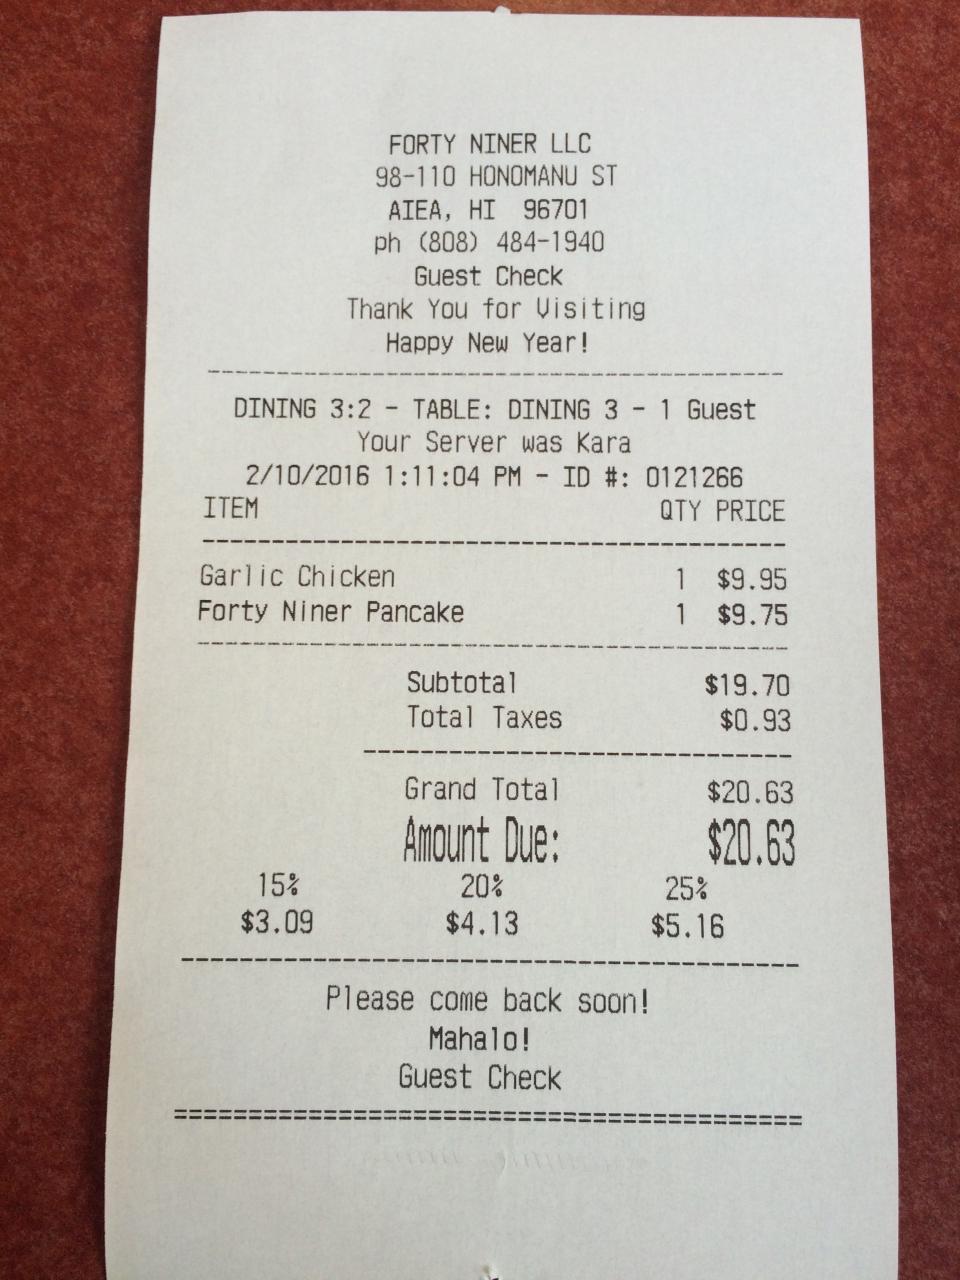 FORTY NINER LLC
98-110 HONOMANU ST
AIEA, HI  96701
ph (808) 484-1940
Guest Check
Thank You for Visiting
Happy New Year!
DINING 3:2 - TABLE: DINING 3 - 1 Guest
Your Server was Kara
2/10/2016 1:11:04 PM - ID #: 0121266
ITEM QTY PRICE
Garlic Chicken 1 $9.95
Forty Niner Pancake 1 $9.75
Subtotal $19.70
Total Taxes $0.93
Grand Total $20.63
Amount Due: $20.63
15% 20% 25%
$3.09 $4.13 $5.16
Please come back soon!
Mahalo!
Guest Check